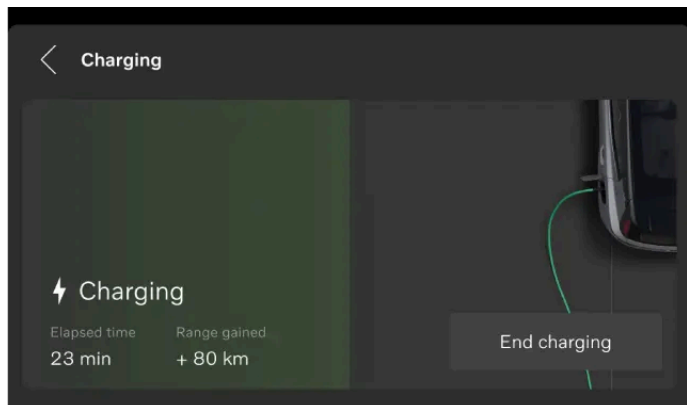 Charging
Charging
Elapsed time Range gained
23 min + 80 km
End charging